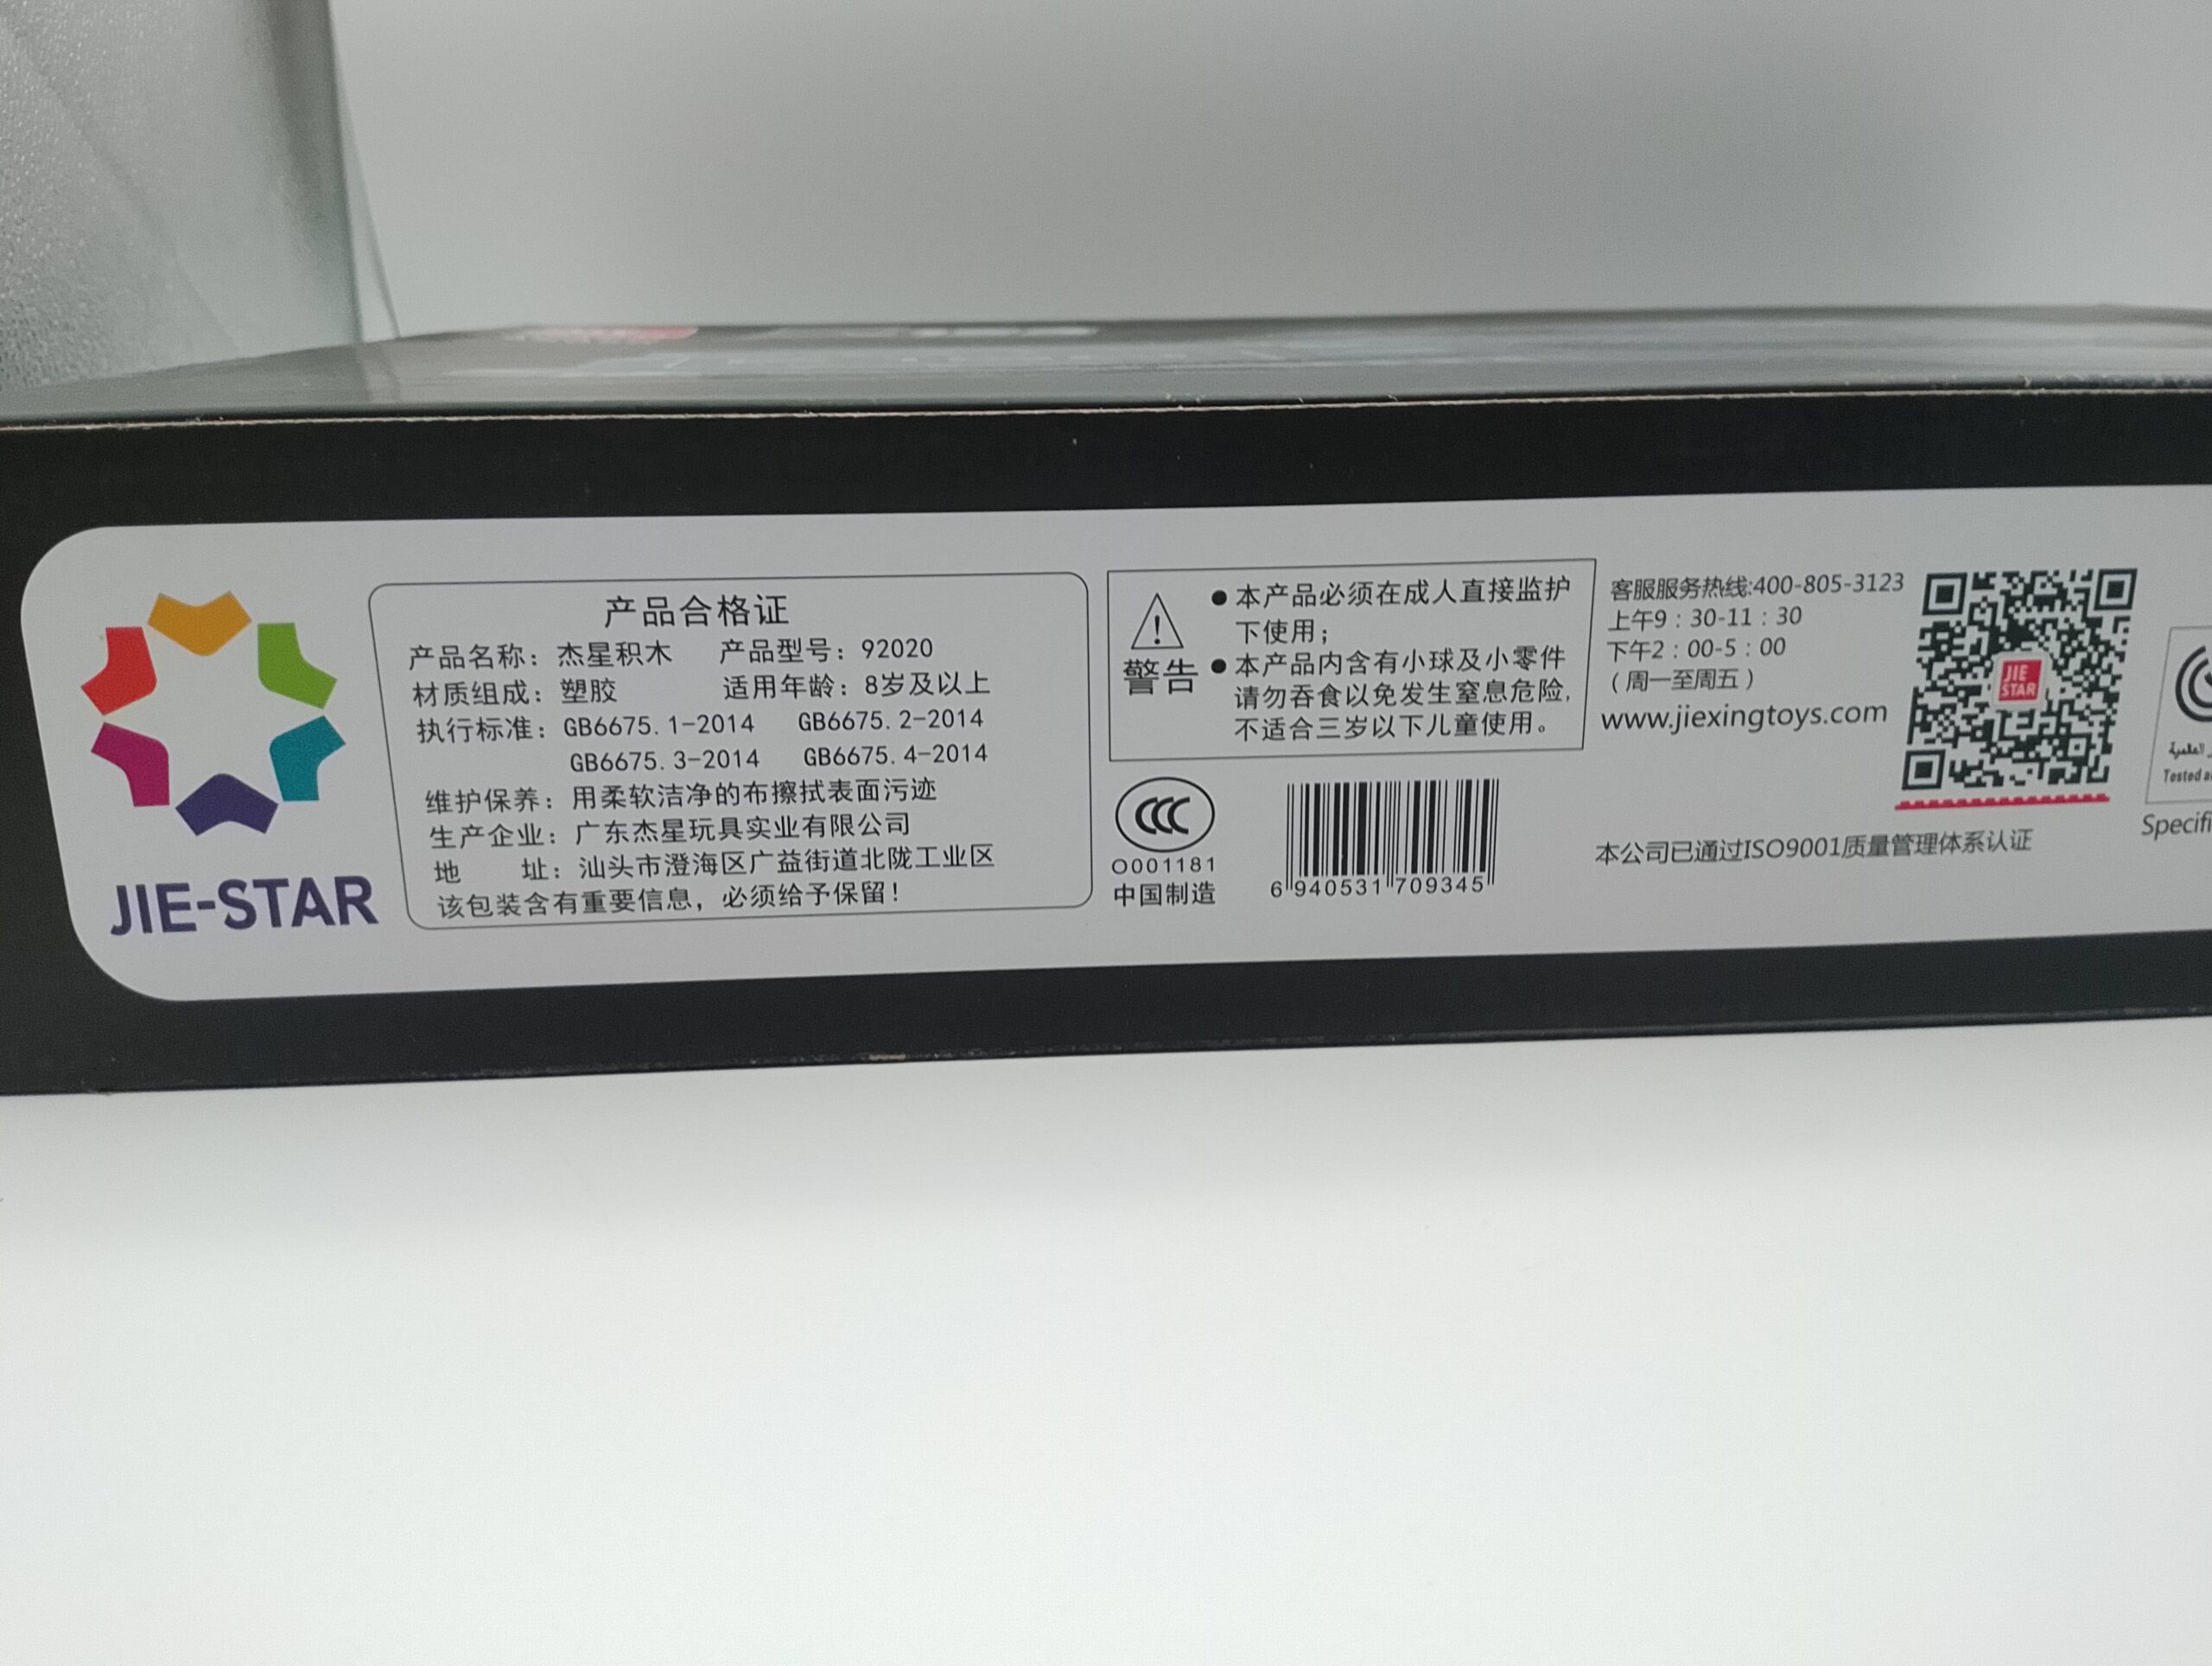 JIE-STAR
产品合格证
产品名称：杰星积木 产品型号：92020
材质组成：塑胶 适用年龄：8岁及以上
执行标准：GB6675.1-2014 GB6675.2-2014
GB6675.3-2014 GB6675.4-2014
维护保养：用柔软洁净的布擦拭表面污迹
生产企业：广东杰星玩具实业有限公司
地 址：汕头市澄海区广益街道北陇工业区
该包装含有重要信息，必须给予保留！
警告
●本产品必须在成人直接监护
下使用；
●本产品内含有小球及小零件
请勿吞食以免发生窒息危险，
不适合三岁以下儿童使用。
CCC
O001181
中国制造
6 940531 709345
客服服务热线:400-805-3123
上午9：30-11：30
下午2：00-5：00
（周一至周五）
www.jiexingtoys.com
JIE
STAR
本公司已通过ISO9001质量管理体系认证
Tested